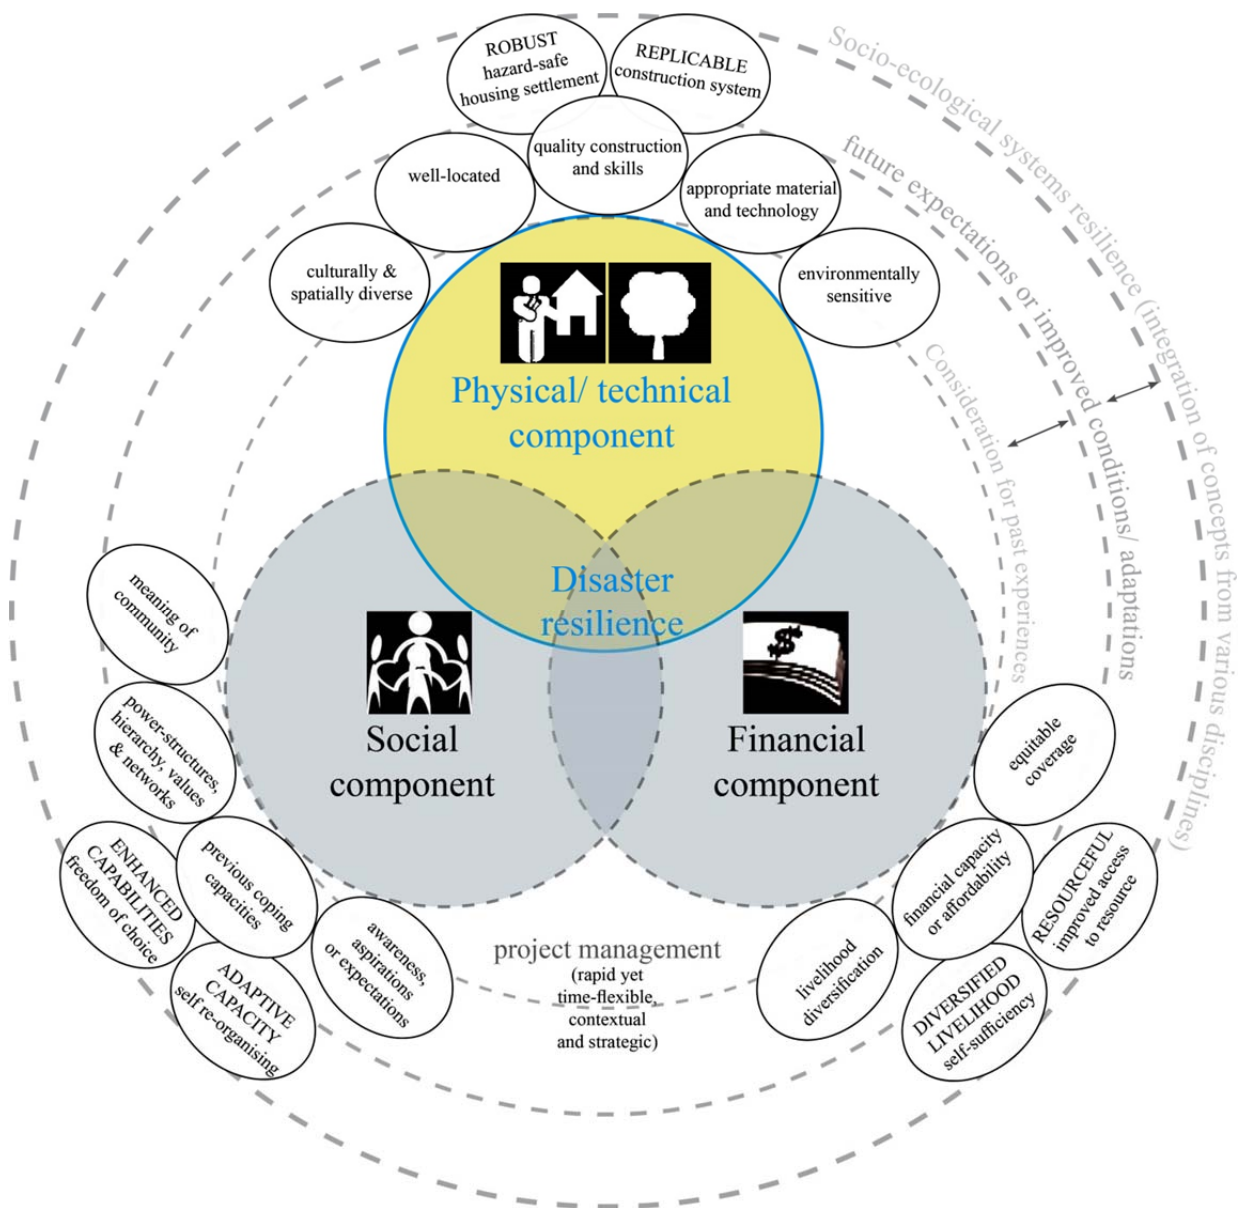 ROBUST
hazard-safe
housing settlement
REPLICABLE
construction system
Socio-ecological systems resilience (integration of concepts from various disciplines)
future expectations or improved conditions/ adaptations
Consideration for past experiences
well-located
quality construction
and skills
appropriate material
and technology
culturally &
spatially diverse
environmentally
sensitive
Physical/ technical
component
Disaster
resilience
$
Social
component
Financial
component
meaning of
community
power-structures,
hierarchy, values
& networks
ENHANCED
CAPABILITIES
freedom of choice
previous coping
capacities
ADAPTIVE
CAPACITY
self re-organising
awareness,
aspirations
or expectations
project management
(rapid yet
time-flexible,
contextual
and strategic)
equitable
coverage
financial capacity
or affordability
RESOURCEFUL
improved access
to resource
livelihood
diversification
DIVERSIFIED
LIVELIHOOD
self-sufficiency